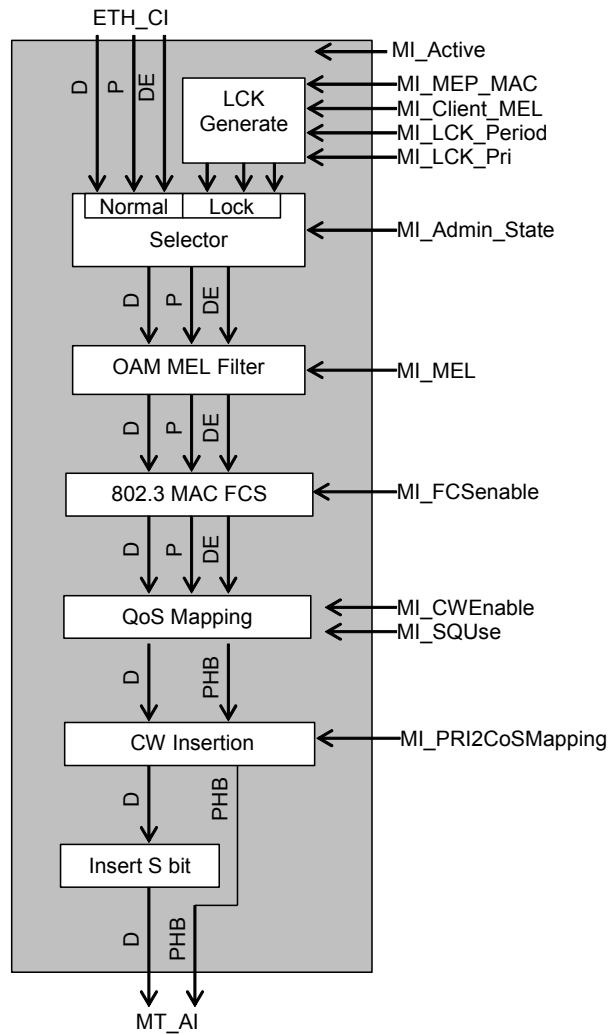 ETH_CI
MI_Active
D
P
DE
LCK
Generate
MI_MEP_MAC
MI_Client_MEL
MI_LCK_Period
MI_LCK_Pri
Normal
Lock
Selector
MI_Admin_State
D
P
DE
OAM MEL Filter
MI_MEL
D
P
DE
802.3 MAC FCS
MI_FCSenable
D
P
DE
QoS Mapping
MI_CWEnable
MI_SQUse
D
PHB
CW Insertion
MI_PRI2CoSMapping
D
PHB
Insert S bit
D
PHB
MT_AI